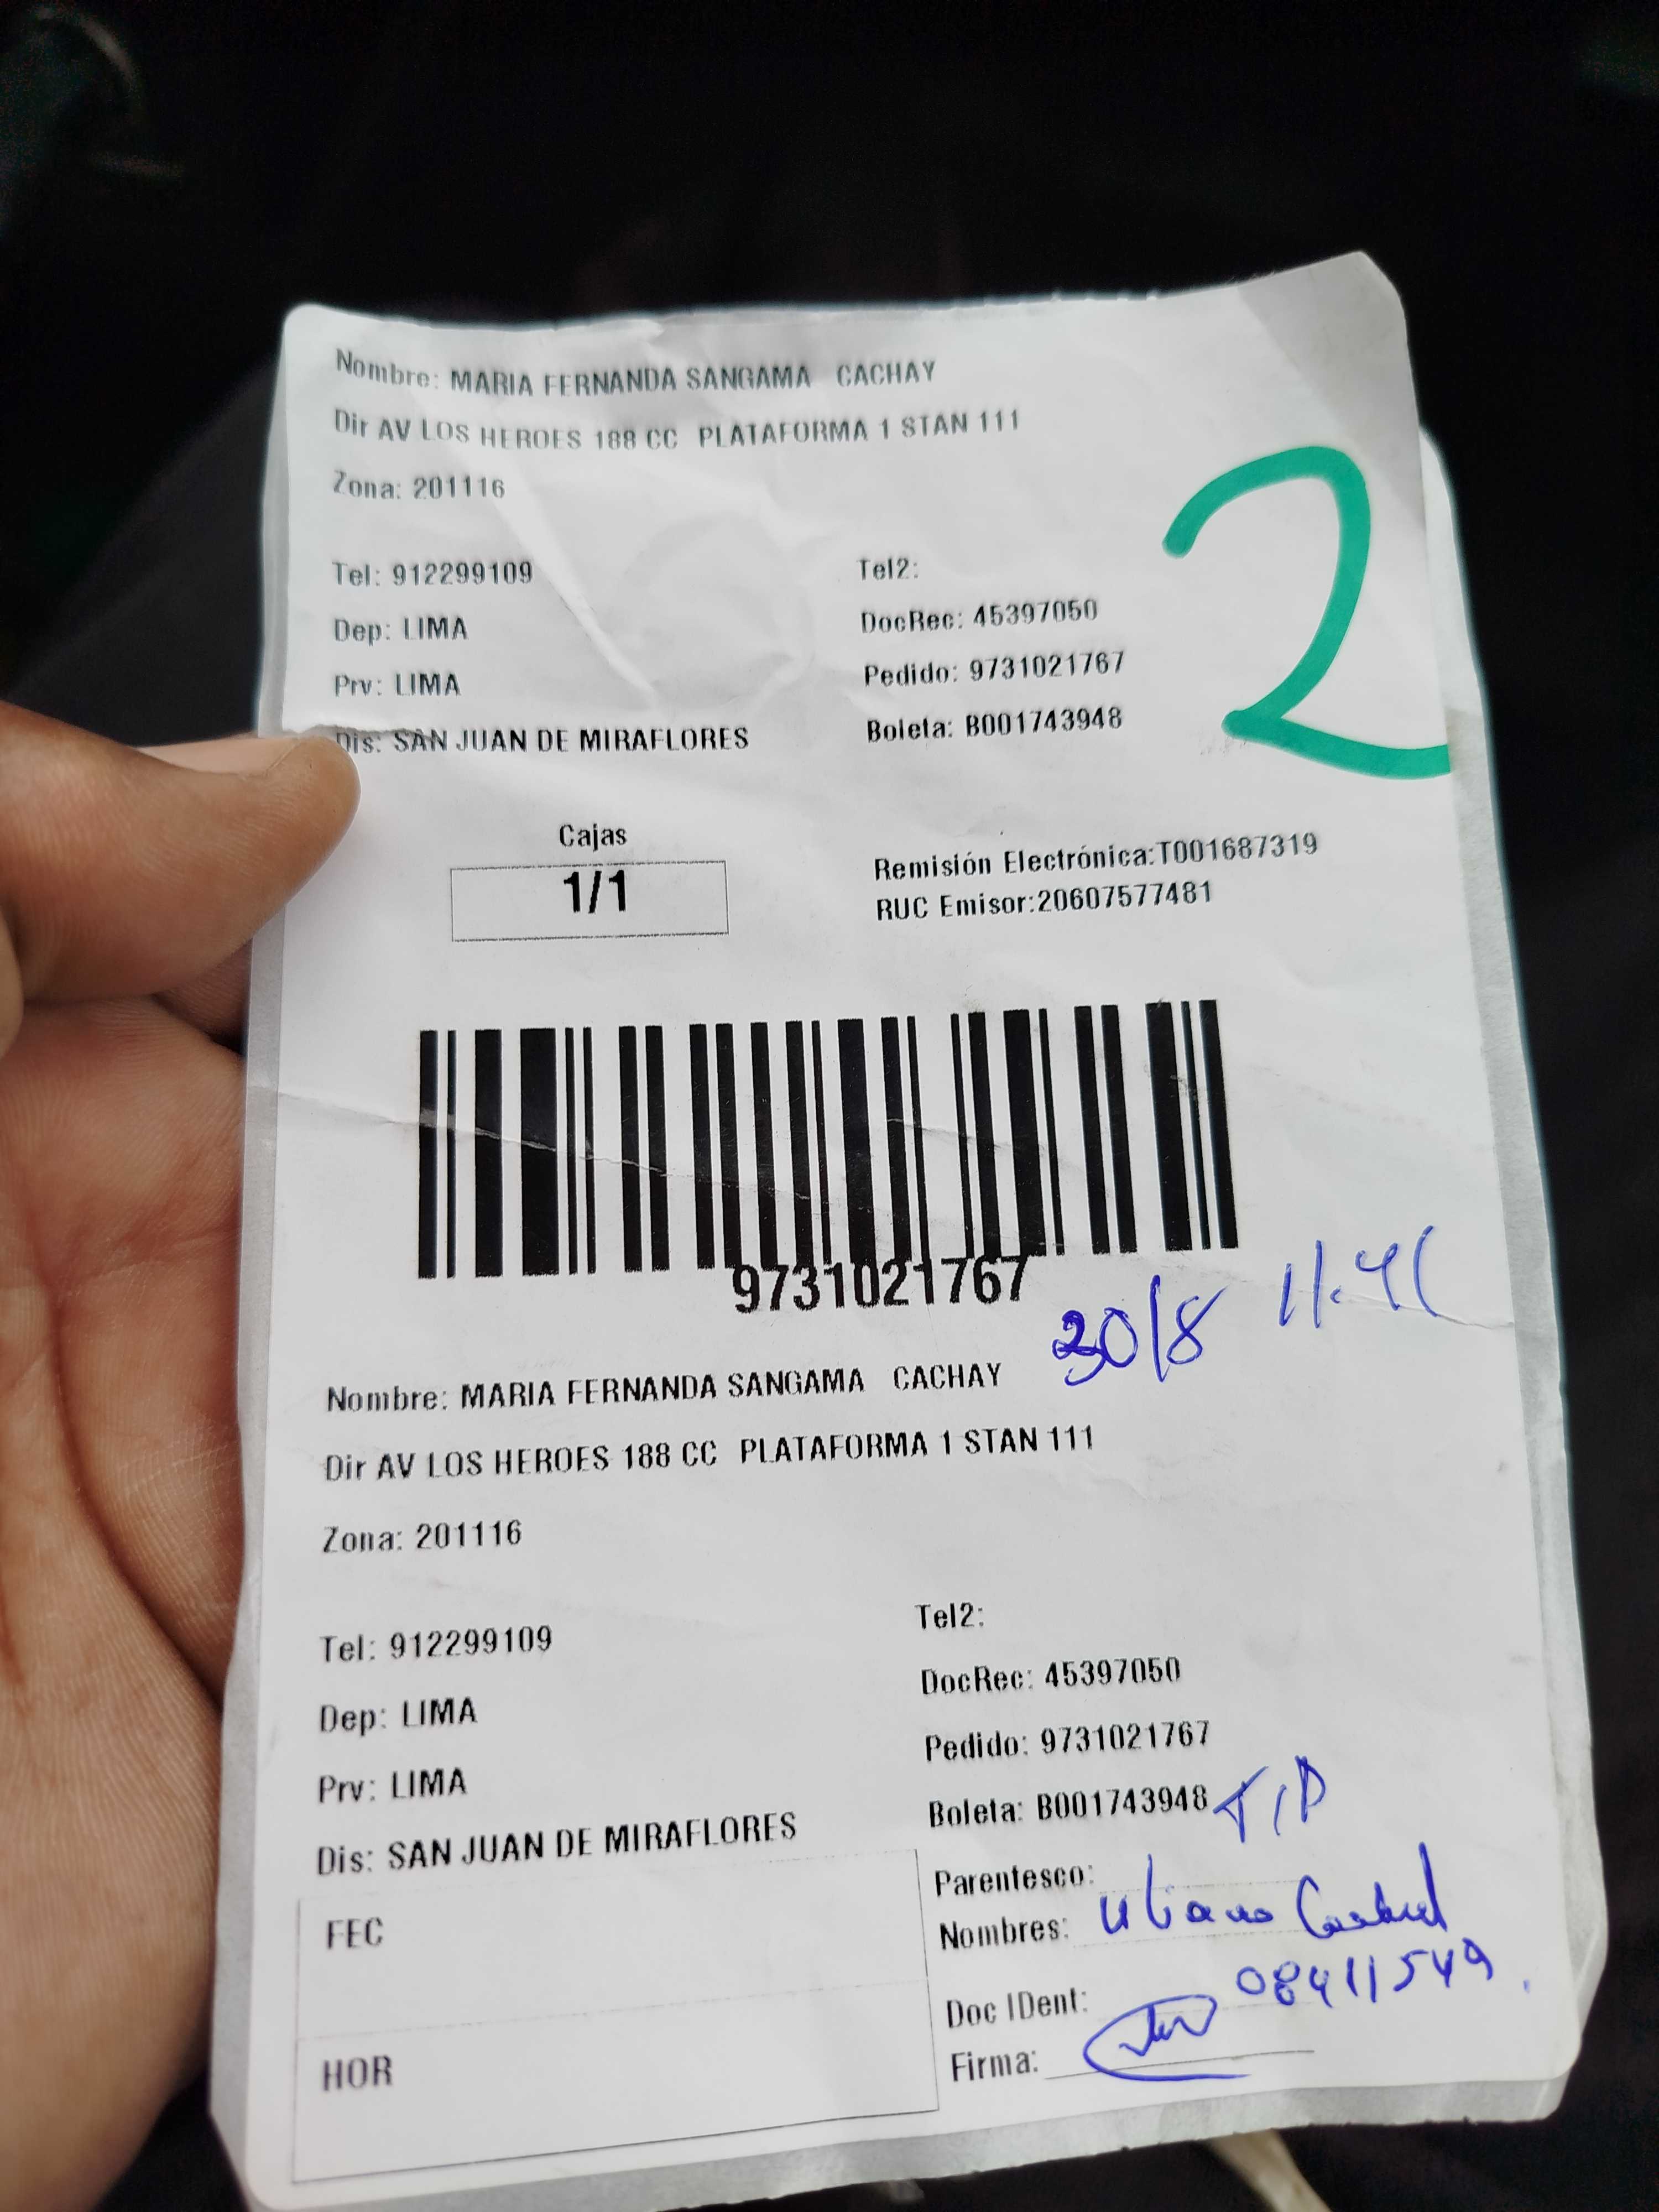 Nombre: MARIA FERNANDA SANGAMA CACHAY
Dir AV LOS HEROES 188 CC PLATAFORMA 1 STAN 111
Zona: 201116
2
Tel: 912299109 Tel2:
Dep: LIMA DocRec: 45397050
Prv: LIMA Pedido: 9731021767
Dis: SAN JUAN DE MIRAFLORES Boleta: B001743948
Cajas
1/1
Remisión Electrónica:T001687319
RUC Emisor:20607577481
9731021767
30/8 11.41
Nombre: MARIA FERNANDA SANGAMA CACHAY
Dir AV LOS HEROES 188 CC PLATAFORMA 1 STAN 111
Zona: 201116
Tel: 912299109 Tel2:
Dep: LIMA DocRec: 45397050
Prv: LIMA Pedido: 9731021767
Dis: SAN JUAN DE MIRAFLORES Boleta: B001743948
Parentesco:
FEC Nombres:
Doc IDent: 08411549
HOR Firma: